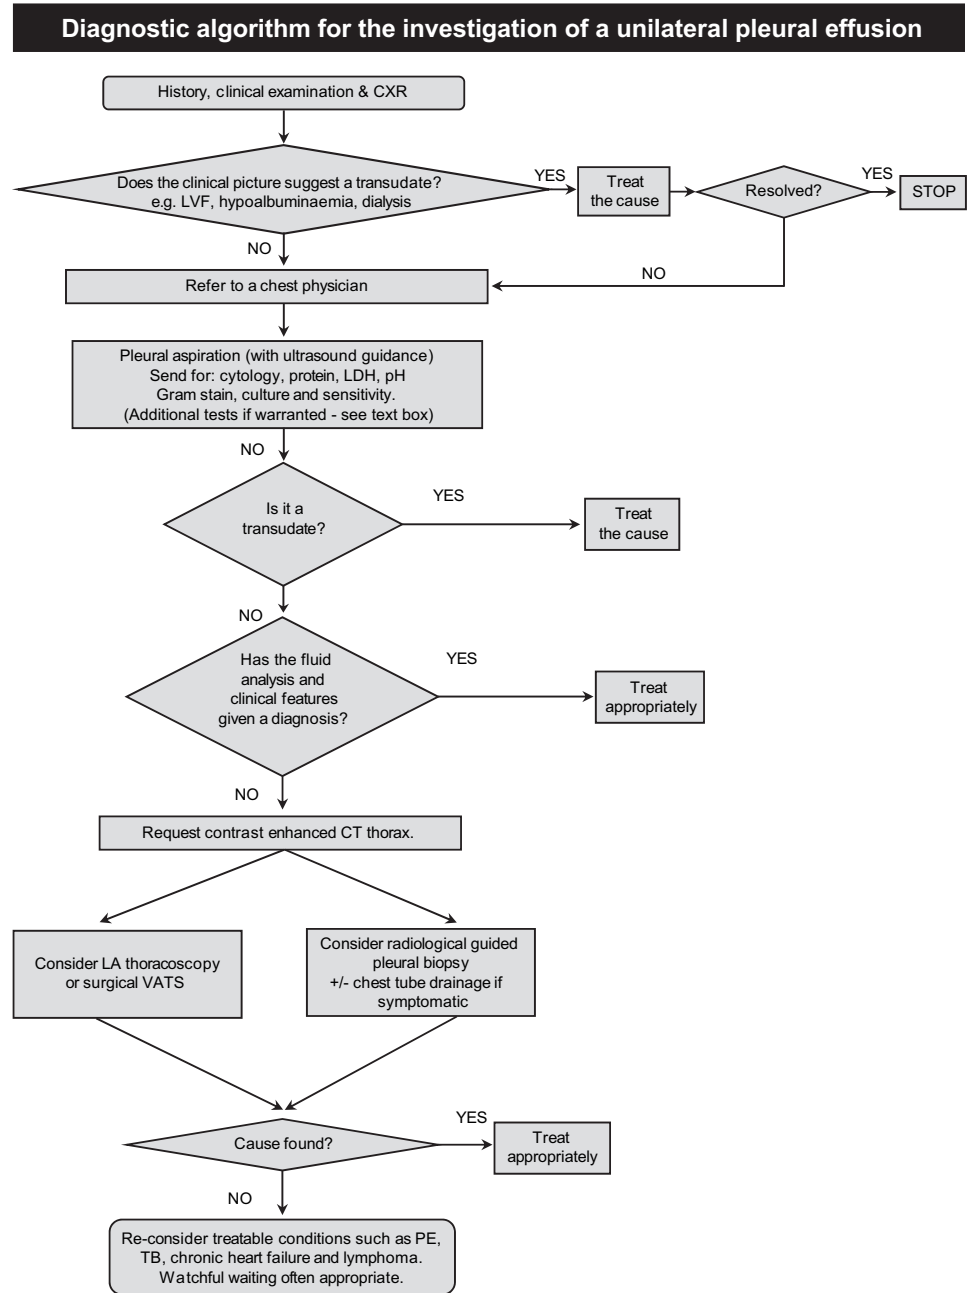 Diagnostic algorithm for the investigation of a unilateral pleural effusion
History, clinical examination & CXR
Does the clinical picture suggest a transudate?
e.g. LVF, hypoalbuminaemia, dialysis
YES
Treat
the cause
Resolved?
YES
STOP
NO
NO
Refer to a chest physician
Pleural aspiration (with ultrasound guidance)
Send for: cytology, protein, LDH, pH
Gram stain, culture and sensitivity.
(Additional tests if warranted - see text box)
NO
Is it a
transudate?
YES
Treat
the cause
NO
Has the fluid
analysis and
clinical features
given a diagnosis?
YES
Treat
appropriately
NO
Request contrast enhanced CT thorax.
Consider LA thoracoscopy
or surgical VATS
Consider radiological guided
pleural biopsy
+/- chest tube drainage if
symptomatic
Cause found?
YES
Treat
appropriately
NO
Re-consider treatable conditions such as PE,
TB, chronic heart failure and lymphoma.
Watchful waiting often appropriate.